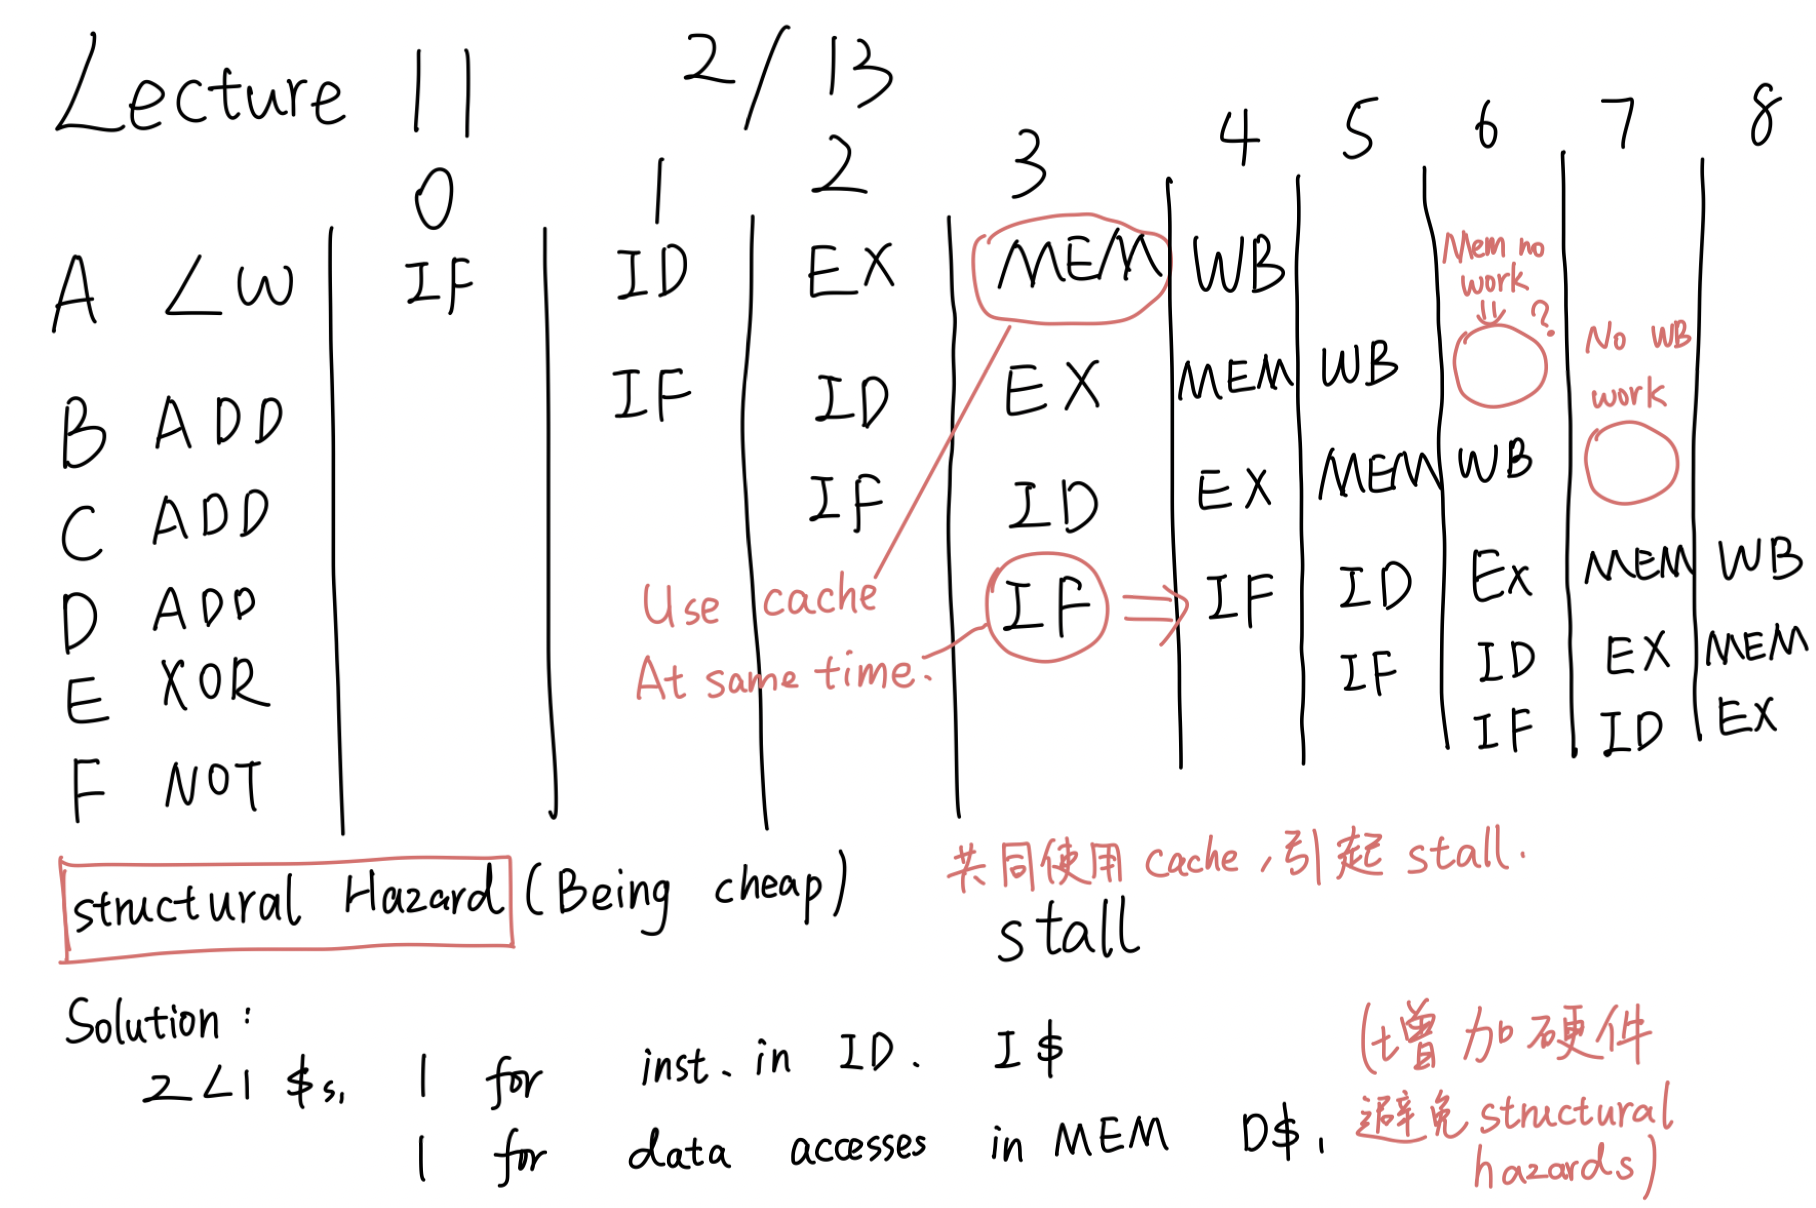 Lecture 11 2/13
0 1 2 3 4 5 6 7 8
A LW IF ID EX MEM WB
Mem no
work
?
No WB
work
B ADD IF ID EX MEM WB
C ADD IF ID EX MEM WB
D ADD IF ⇒ IF ID Ex MEM WB
E XOR IF ID EX MEM
F NOT IF ID EX
Use cache
At same time.
structural Hazard (Being cheap)
共同使用 cache, 引起 stall.
stall
Solution:
2 L1 $s, 1 for inst. in ID. I$
1 for data accesses in MEM D$,
(增加硬件
避免 structural
hazards)